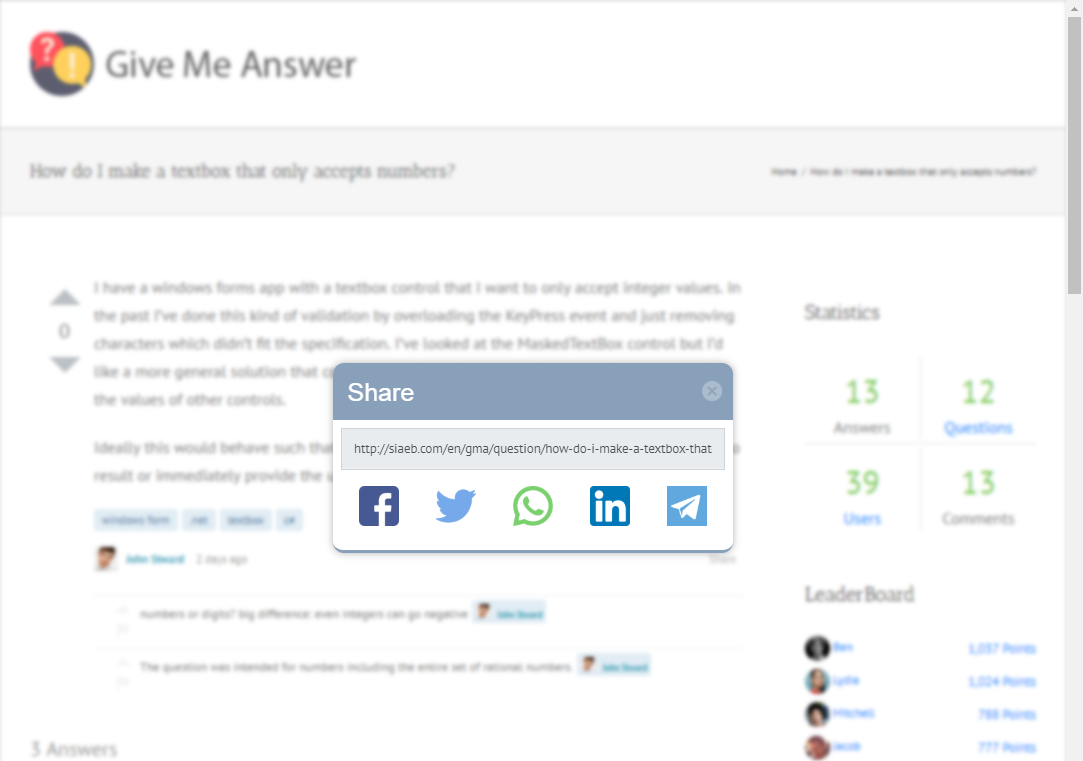 ? !
Give Me Answer
How do I make a textbox that only accepts numbers?
Home / How do I make a textbox that only accepts numbers?
I have a windows forms app with a textbox control that I want to only accept integer values. In
the past I've done this kind of validation by overloading the KeyPress event and just removing
characters which didn't fit the specification. I've looked at the MaskedTextBox control but I'd
like a more general solution that
the values of other controls.
0
Ideally this would behave such that
result or immediately provide the
windows form .net textbox c#
John Steward 2 days ago
Share
numbers or digits? big difference: even integers can go negative John Steward
The question was intended for numbers including the entire set of rational numbers. John Steward
3 Answers
Share
http://siaeb.com/en/gma/question/how-do-i-make-a-textbox-that
Statistics
13 12
Answers Questions
39 13
Users Comments
LeaderBoard
Ben 1,037 Points
Lydia 1,024 Points
Mitchell 788 Points
Jacob 777 Points